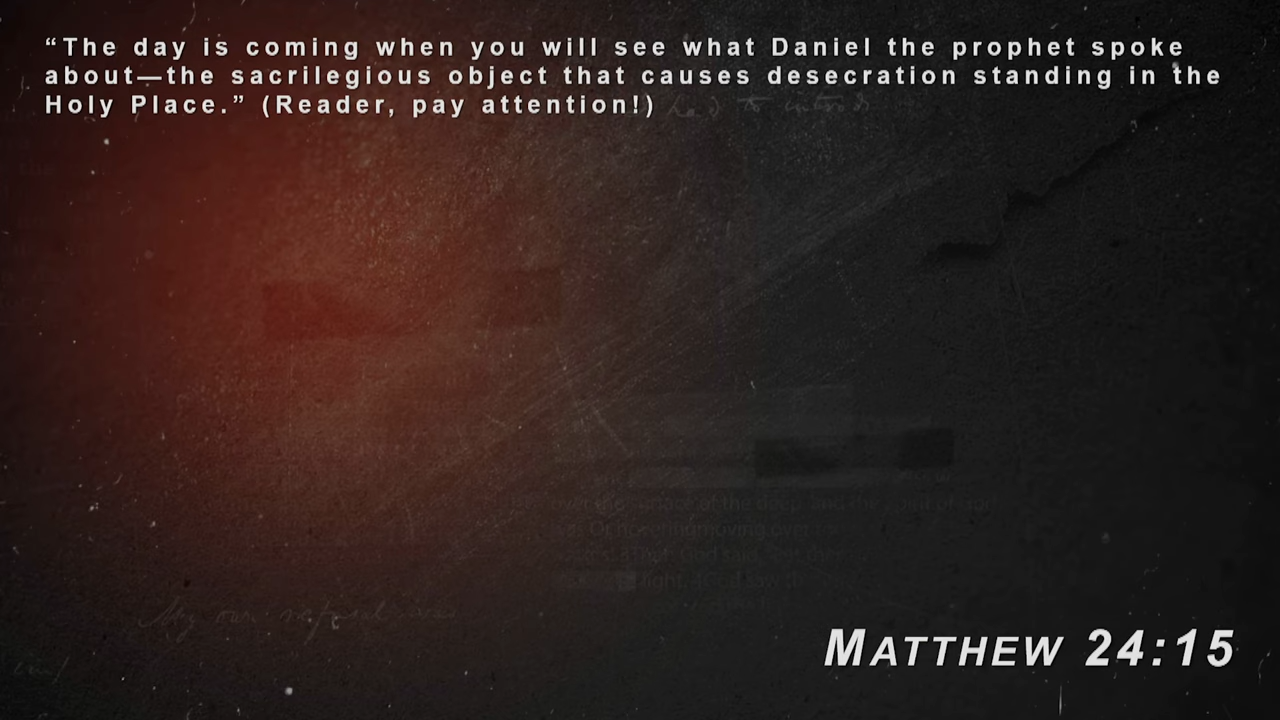 “The day is coming when you will see what Daniel the prophet spoke
about—the sacrilegious object that causes desecration standing in the
Holy Place.” (Reader, pay attention!)
MATTHEW 24:15